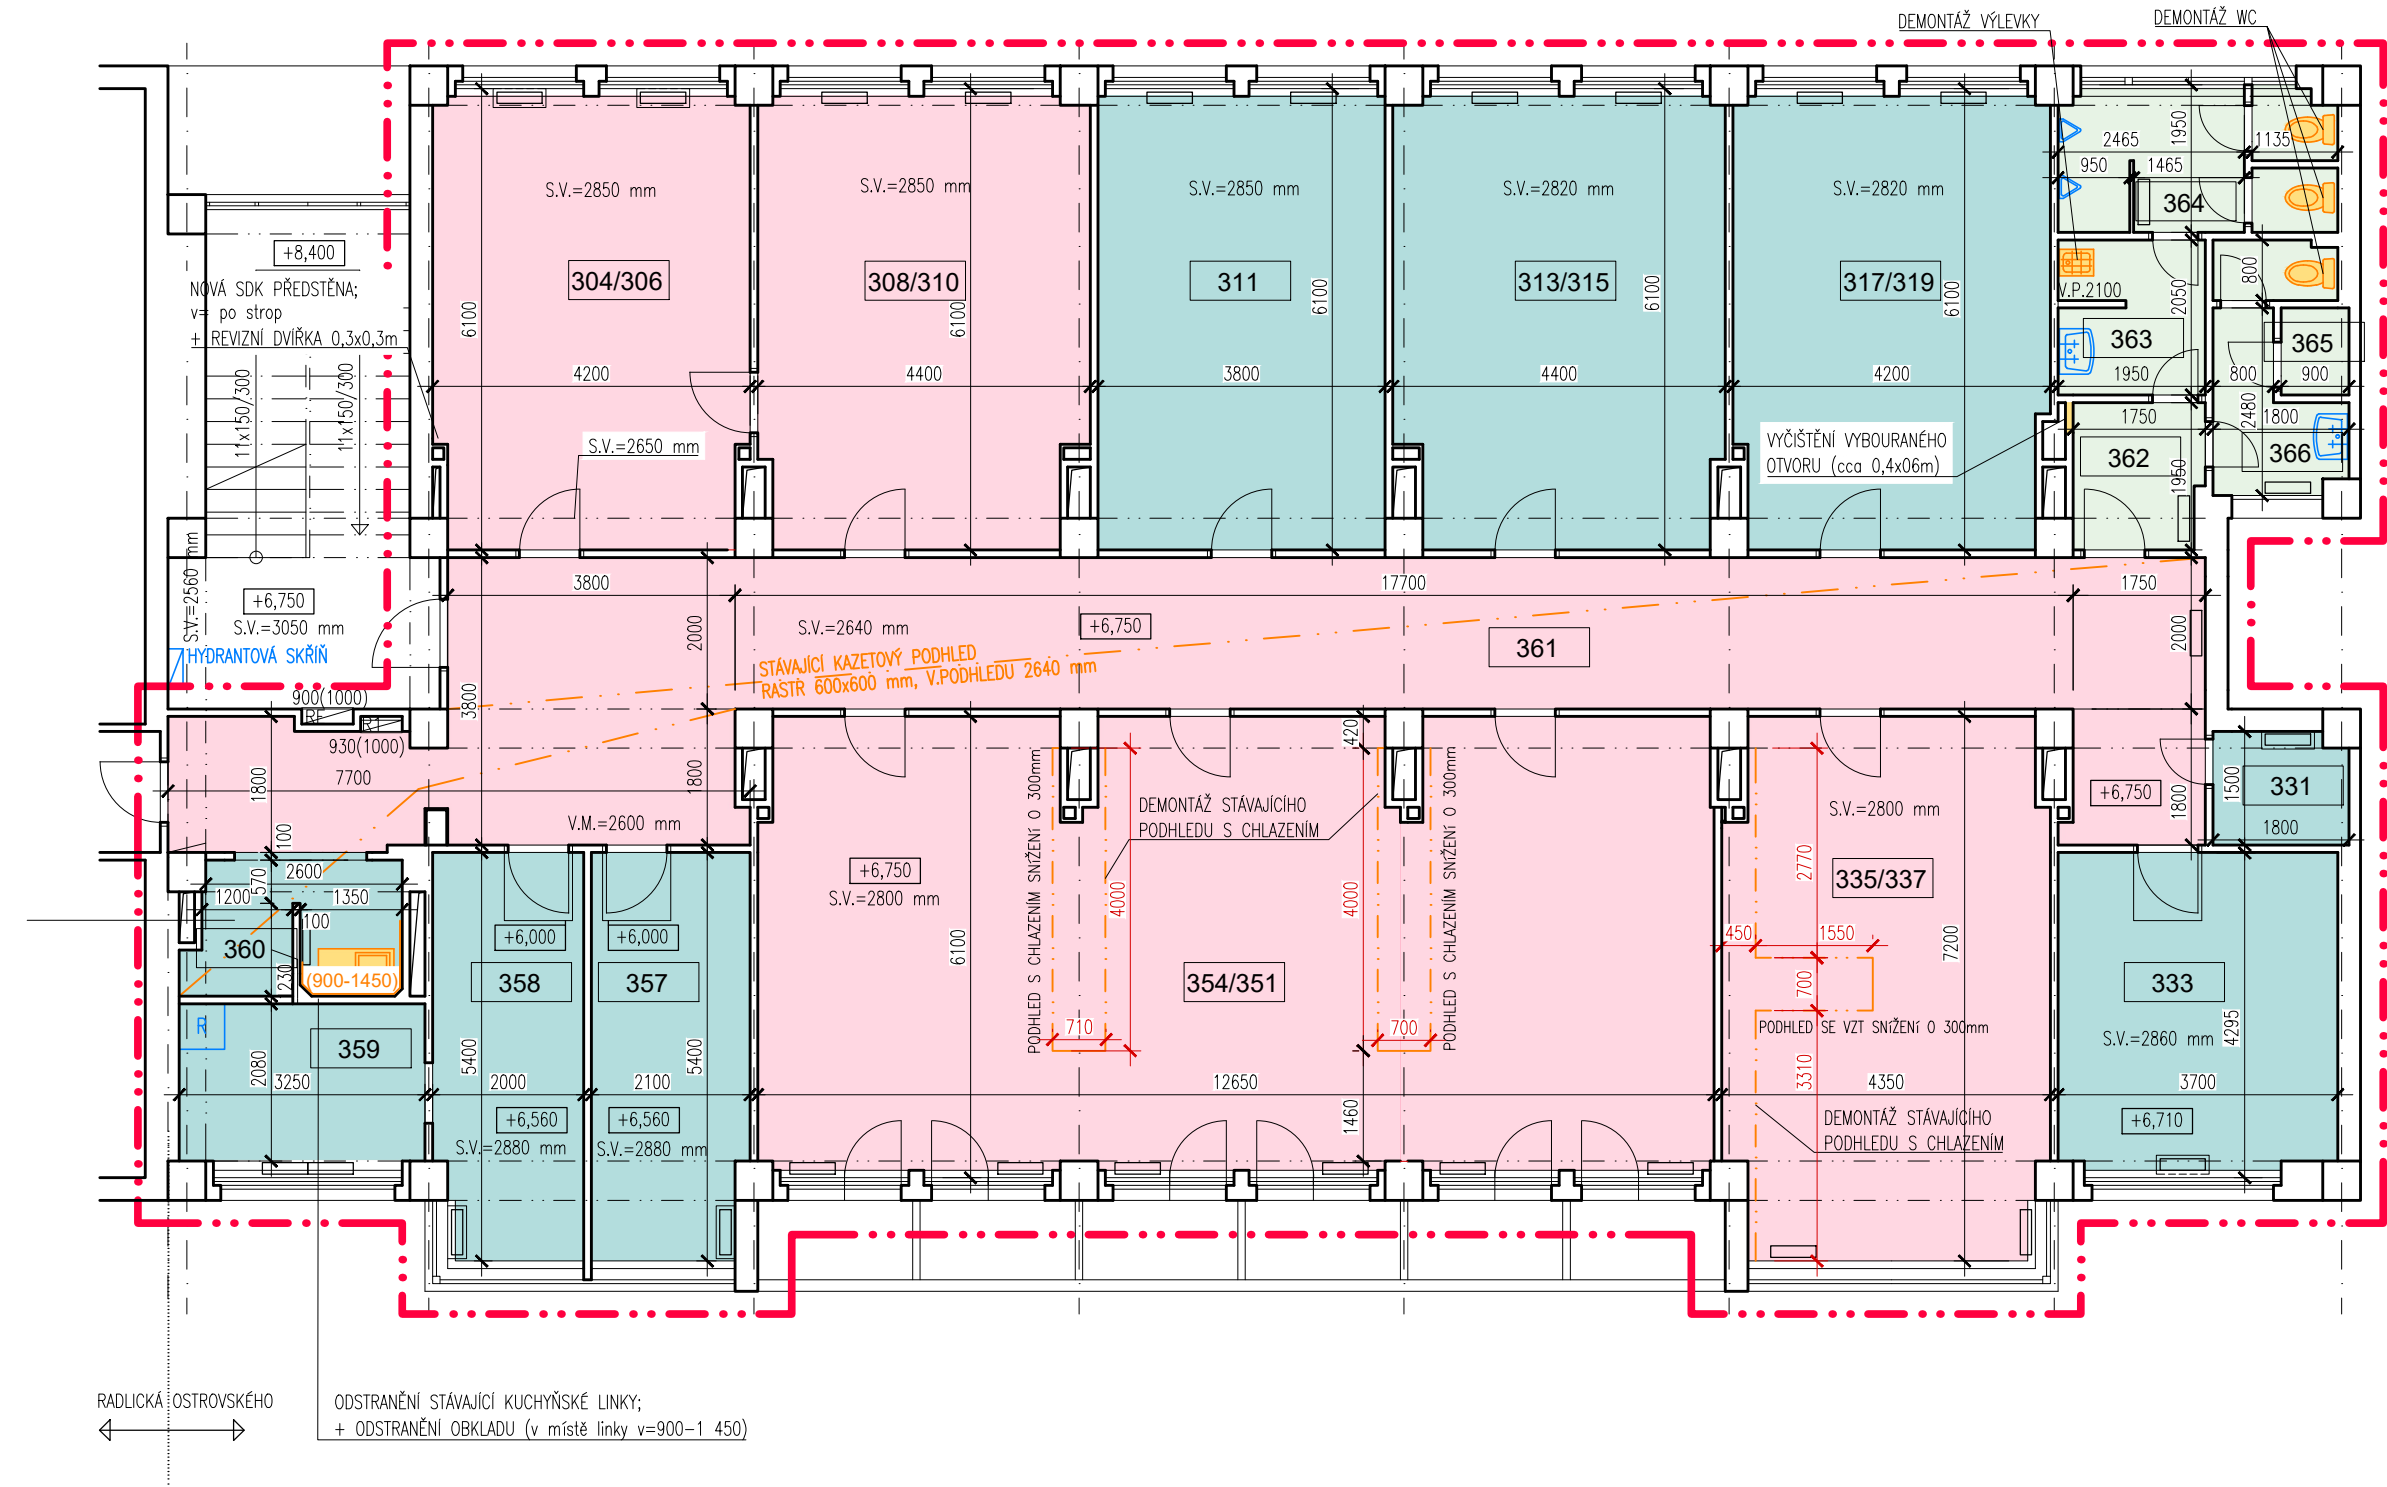 DEMONTÁŽ VÝLEVKY
DEMONTÁŽ WC
2465
1950
1135
950
1465
S.V.=2850 mm
S.V.=2850 mm
S.V.=2850 mm
S.V.=2820 mm
S.V.=2820 mm
364
+8,400
NOVÁ SDK PŘEDSTĚNA;
v= po strop
+ REVIZNÍ DVÍŘKA 0,3x0,3m
304/306
308/310
311
313/315
317/319
6100
6100
6100
6100
6100
V.P.2100
2050
800
363
365
11x150/300
11x150/300
4200
4400
3800
4400
4200
1950
800
900
1750
2480
1800
S.V.=2650 mm
VYČIŠTĚNÍ VYBOURANÉHO
OTVORU (cca 0,4x06m)
362
366
1950
S.V.=2560 mm
3800
17700
1750
+6,750
S.V.=3050 mm
HYDRANTOVÁ SKŘÍŇ
2000
S.V.=2640 mm
+6,750
361
2000
STÁVAJÍCÍ KAZETOVÝ PODHLED
RASTR 600x600 mm, V.PODHLEDU 2640 mm
900(1000)
R1
930(1000)
3800
420
7700
1800
1800
100
V.M.=2600 mm
PODHLED S CHLAZENÍM SNÍŽENÍ O 300mm
DEMONTÁŽ STÁVAJÍCÍHO
PODHLEDU S CHLAZENÍM
PODHLED S CHLAZENÍM SNÍŽENÍ O 300mm
S.V.=2800 mm
+6,750
1800
1500
331
1800
2600
570
1200
1350
100
+6,750
S.V.=2800 mm
4000
4000
2770
335/337
360
230
(900-1450)
+6,000
+6,000
358
357
6100
354/351
450
1550
7200
700
333
R
359
710
700
PODHLED SE VZT SNÍŽENÍ O 300mm
S.V.=2860 mm
4295
2080
3250
5400
2000
2100
5400
12650
3310
4350
3700
+6,560
+6,560
S.V.=2880 mm
S.V.=2880 mm
1460
DEMONTÁŽ STÁVAJÍCÍHO
PODHLEDU S CHLAZENÍM
+6,710
RADLICKÁ
OSTROVSKÉHO
ODSTRANĚNÍ STÁVAJÍCÍ KUCHYŇSKÉ LINKY;
+ ODSTRANĚNÍ OBKLADU (v místě linky v=900-1 450)